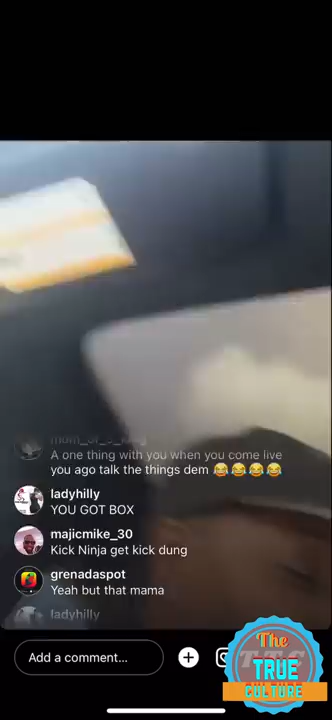 A one thing with you when you come live
you ago talk the things dem 😂😂😂😂
ladyhilly
YOU GOT BOX
majicmike_30
Kick Ninja get kick dung
grenadaspot
Yeah but that mama
ladyhilly
Add a comment...
The
TRUE
CULTURE